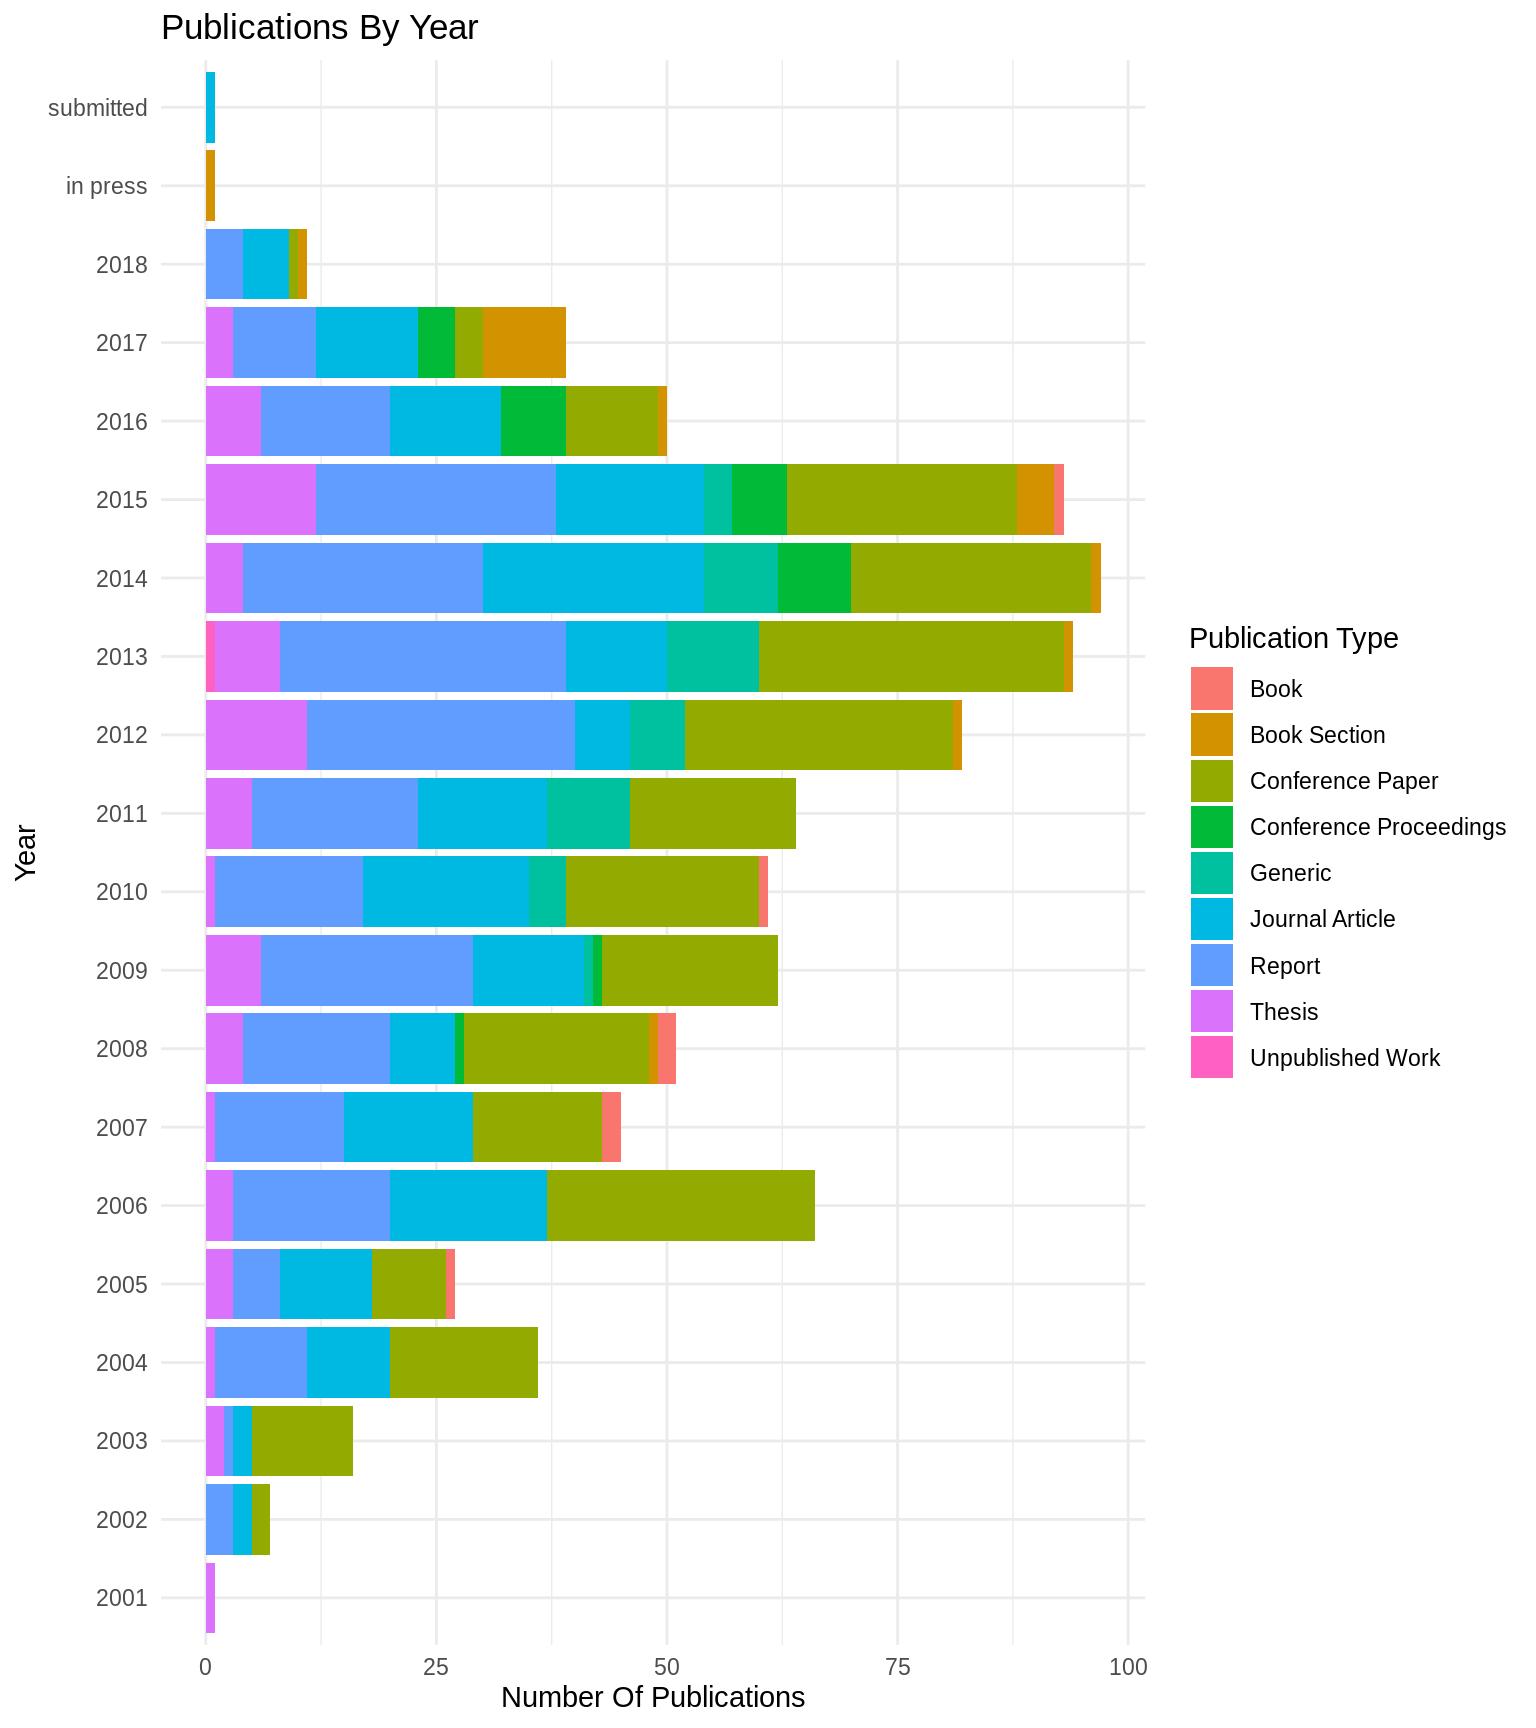 Publications By Year
submitted
in press
2018
2017
2016
2015
2014
2013
2012
2011
2010
2009
2008
2007
2006
2005
2004
2003
2002
2001
Year
0 25 50 75 100
Number Of Publications
Publication Type
Book
Book Section
Conference Paper
Conference Proceedings
Generic
Journal Article
Report
Thesis
Unpublished Work